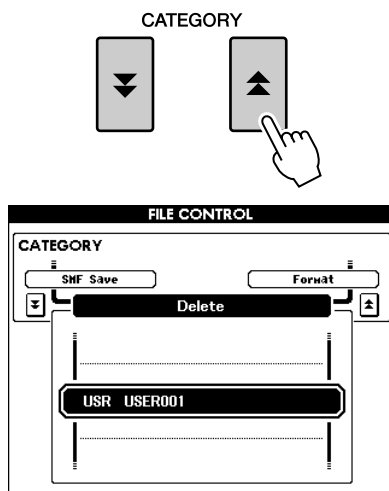 CATEGORY
FILE CONTROL
CATEGORY
SMF Save Format
Delete
USR USER001